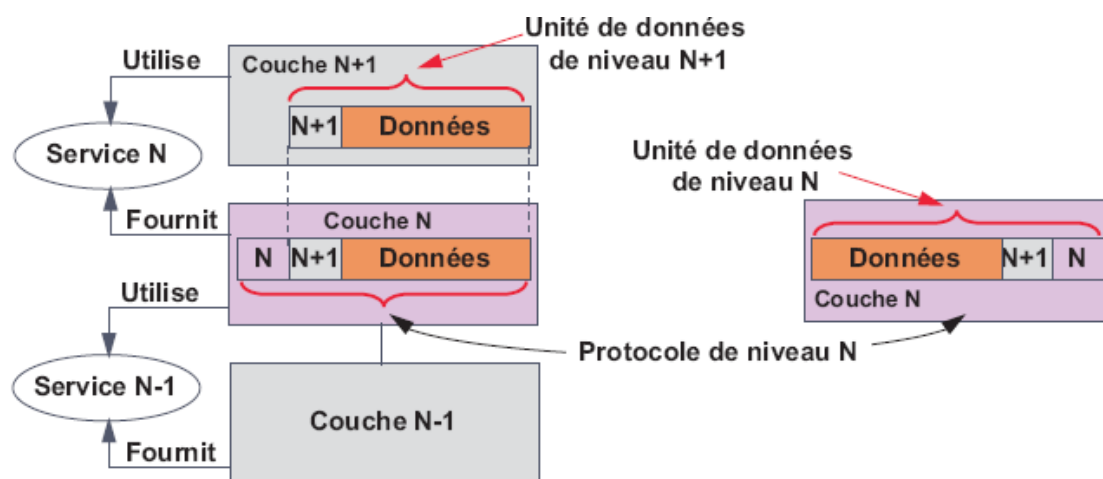 Unité de données
de niveau N+1
Utilise
Couche N+1
N+1 Données
Service N
Fournit
Couche N
N N+1 Données
Utilise
Service N-1
Fournit
Couche N-1
Protocole de niveau N
Unité de données
de niveau N
Données N+1 N
Couche N